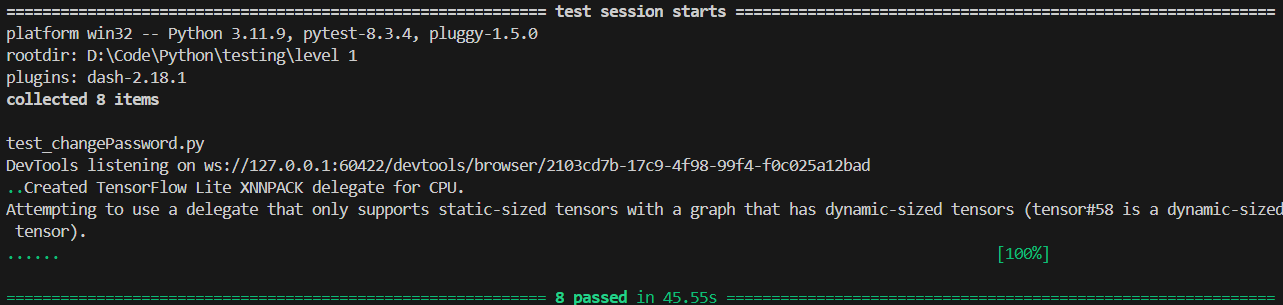 ============================================================ test session starts ============================================================
platform win32 -- Python 3.11.9, pytest-8.3.4, pluggy-1.5.0
rootdir: D:\Code\Python\testing\level 1
plugins: dash-2.18.1
collected 8 items
test_changePassword.py
DevTools listening on ws://127.0.0.1:60422/devtools/browser/2103cd7b-17c9-4f98-99f4-f0c025a12bad
..Created TensorFlow Lite XNNPACK delegate for CPU.
Attempting to use a delegate that only supports static-sized tensors with a graph that has dynamic-sized tensors (tensor#58 is a dynamic-sized
 tensor).
...... [100%]
============================================================ 8 passed in 45.55s =============================================================